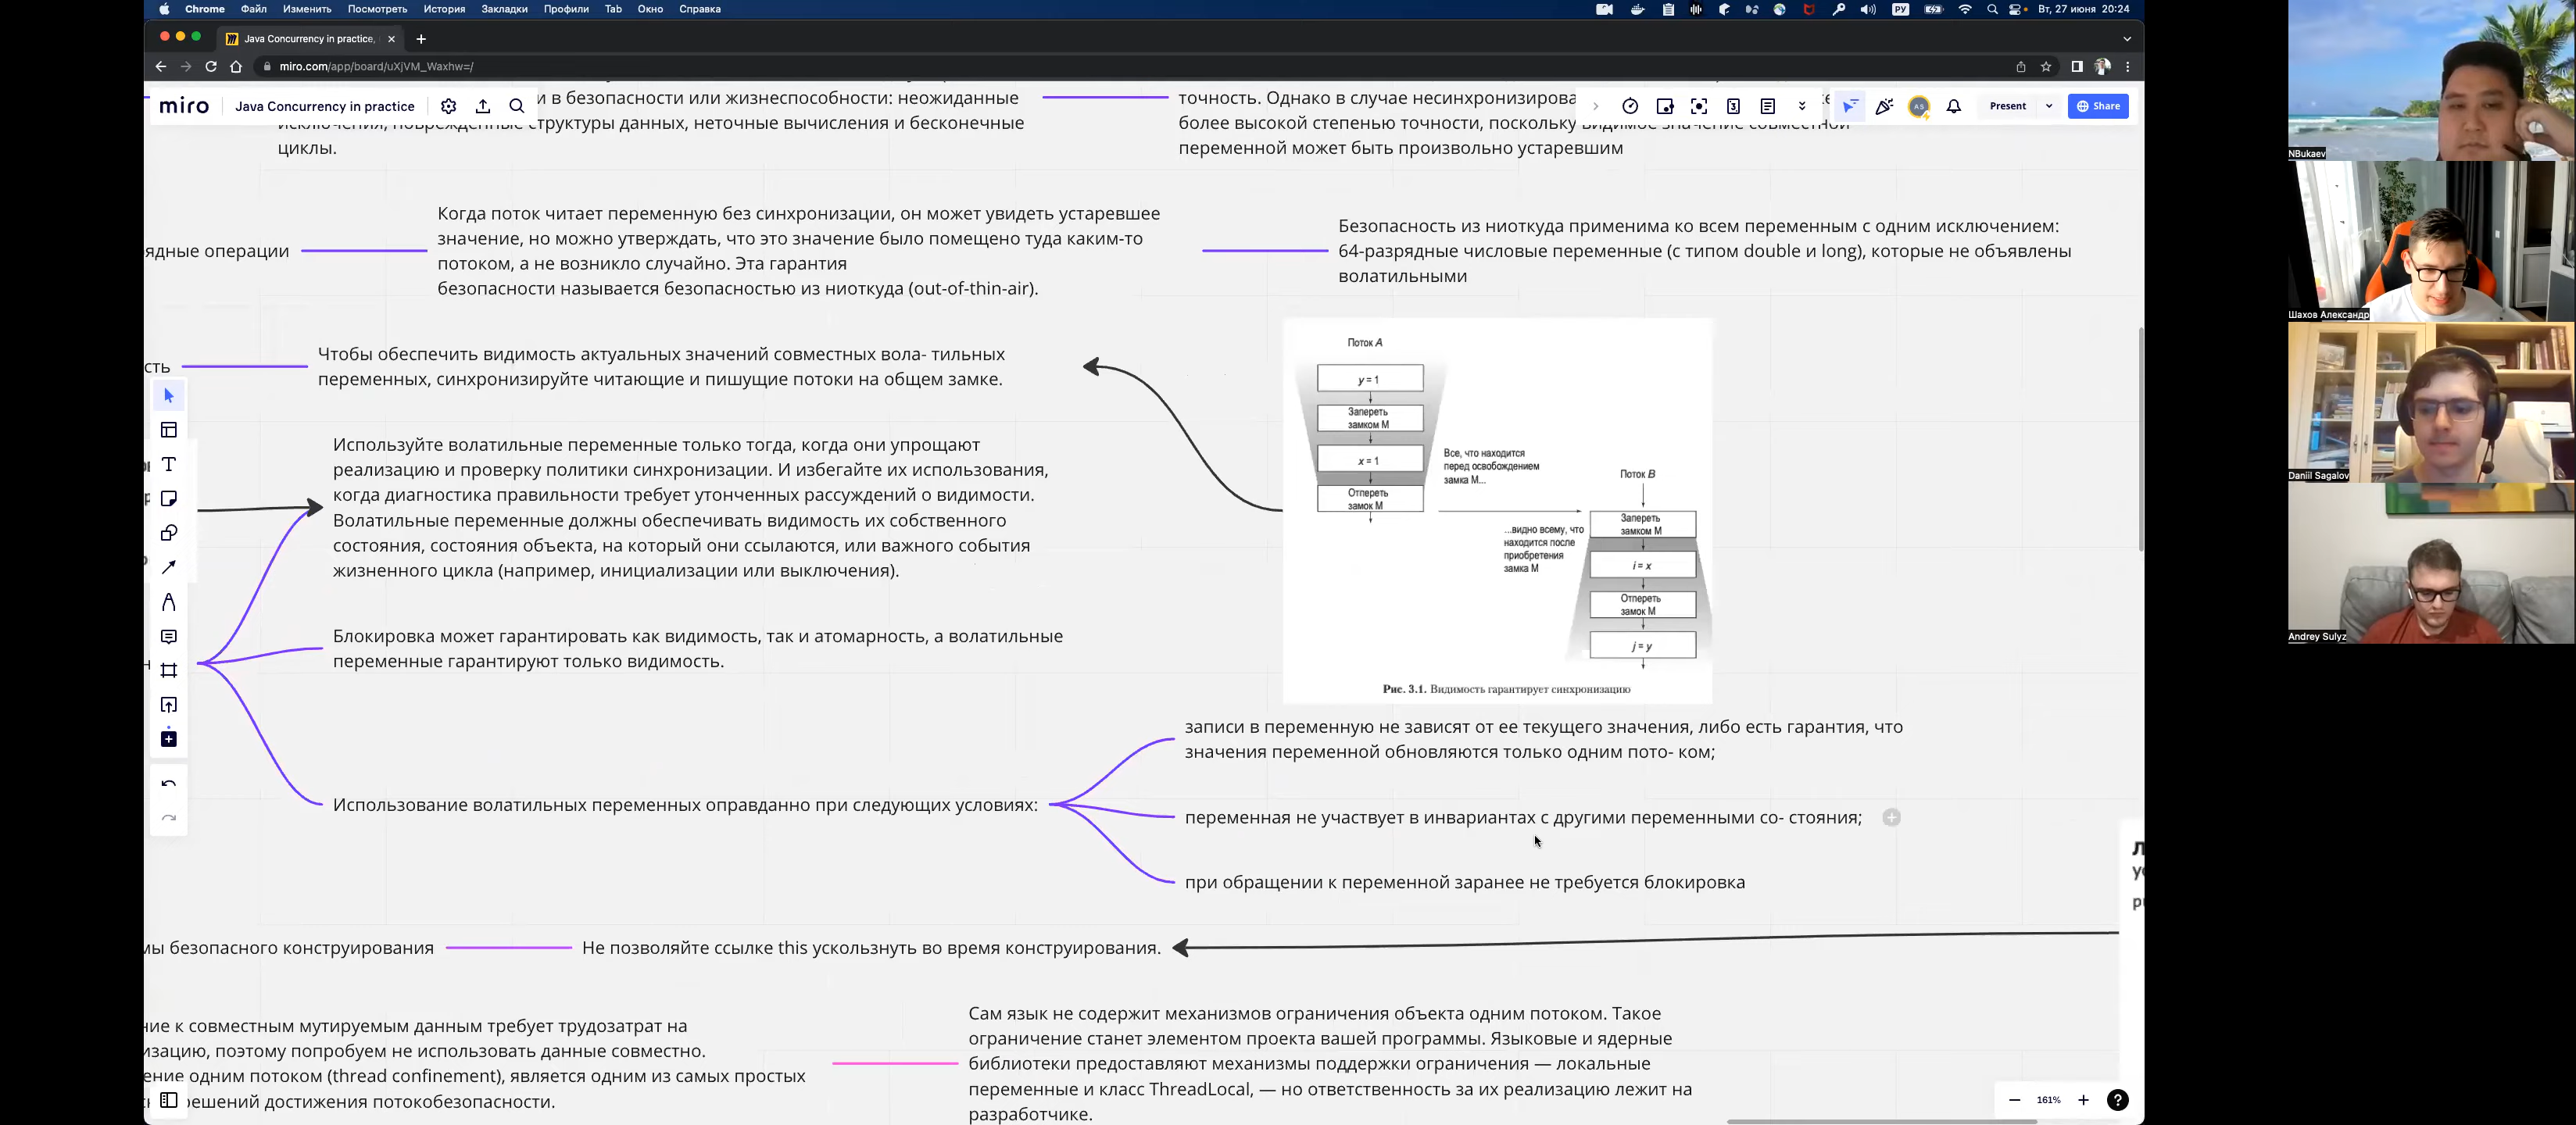 Chrome Файл Изменить Посмотреть История Закладки Профили Tab Окно Справка
РУ Вт, 27 июня 20:24
Java Concurrency in practice,
miro.com/app/board/uXjVM_Waxhw=/
miro Java Concurrency in practice
Present Share
и в безопасности или жизнеспособности: неожиданные
исключения, поврежденные структуры данных, неточные вычисления и бесконечные
циклы.
точность. Однако в случае несинхронизирова
более высокой степенью точности, поскольку видимое значение совместной
переменной может быть произвольно устаревшим
ядные операции
Когда поток читает переменную без синхронизации, он может увидеть устаревшее
значение, но можно утверждать, что это значение было помещено туда каким-то
потоком, а не возникло случайно. Эта гарантия
безопасности называется безопасностью из ниоткуда (out-of-thin-air).
Безопасность из ниоткуда применима ко всем переменным с одним исключением:
64-разрядные числовые переменные (с типом double и long), которые не объявлены
волатильными
сть
Чтобы обеспечить видимость актуальных значений совместных вола- тильных
переменных, синхронизируйте читающие и пишущие потоки на общем замке.
Поток A
y = 1
Запереть
замком M
x = 1
Отпереть
замок M
Все, что находится
перед освобождением
замка M...
Поток B
...видно всему, что
находится после
приобретения
замка M
Запереть
замком M
i = x
Отпереть
замок M
j = y
Рис. 3.1. Видимость гарантирует синхронизацию
Используйте волатильные переменные только тогда, когда они упрощают
реализацию и проверку политики синхронизации. И избегайте их использования,
когда диагностика правильности требует утонченных рассуждений о видимости.
Волатильные переменные должны обеспечивать видимость их собственного
состояния, состояния объекта, на который они ссылаются, или важного события
жизненного цикла (например, инициализации или выключения).
Блокировка может гарантировать как видимость, так и атомарность, а волатильные
переменные гарантируют только видимость.
Использование волатильных переменных оправданно при следующих условиях:
записи в переменную не зависят от ее текущего значения, либо есть гарантия, что
значения переменной обновляются только одним пото- ком;
переменная не участвует в инвариантах с другими переменными со- стояния;
при обращении к переменной заранее не требуется блокировка
мы безопасного конструирования
Не позволяйте ссылке this ускользнуть во время конструирования.
ние к совместным мутируемым данным требует трудозатрат на
изацию, поэтому попробуем не использовать данные совместно.
ение одним потоком (thread confinement), является одним из самых простых
решений достижения потокобезопасности.
Сам язык не содержит механизмов ограничения объекта одним потоком. Такое
ограничение станет элементом проекта вашей программы. Языковые и ядерные
библиотеки предоставляют механизмы поддержки ограничения — локальные
переменные и класс ThreadLocal, — но ответственность за их реализацию лежит на
разработчике.
161%
NBukaev
Шахов Александр
Daniil Sagalov
Andrey Sulyz